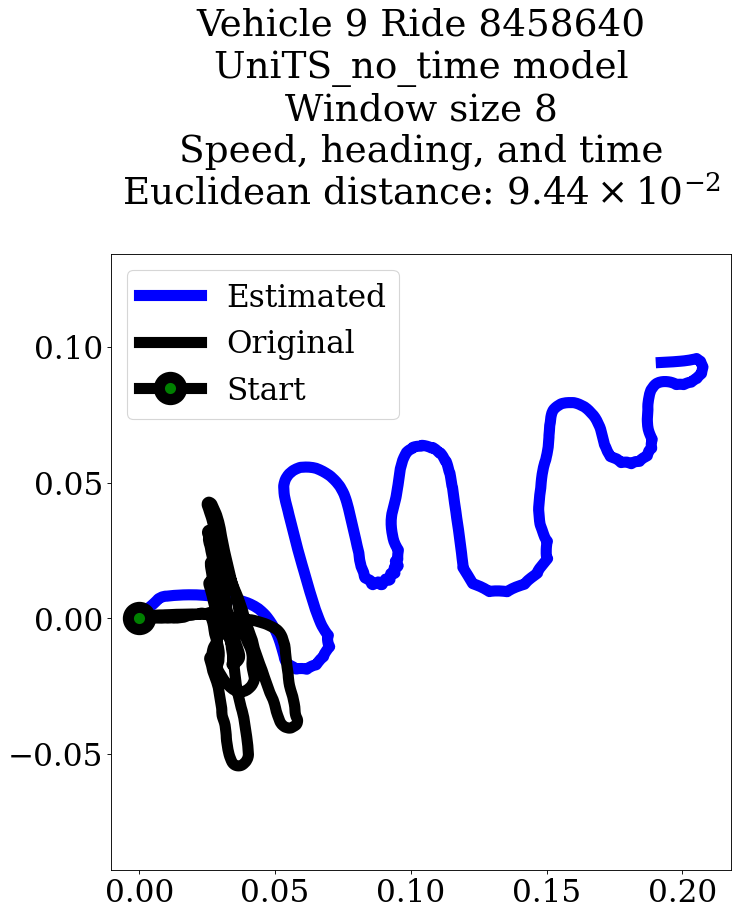 Vehicle 9 Ride 8458640
UniTS_no_time model
Window size 8
Speed, heading, and time
Euclidean distance: 9.44 × 10⁻²
Estimated
Original
Start
0.10
0.05
0.00
−0.05
0.00 0.05 0.10 0.15 0.20